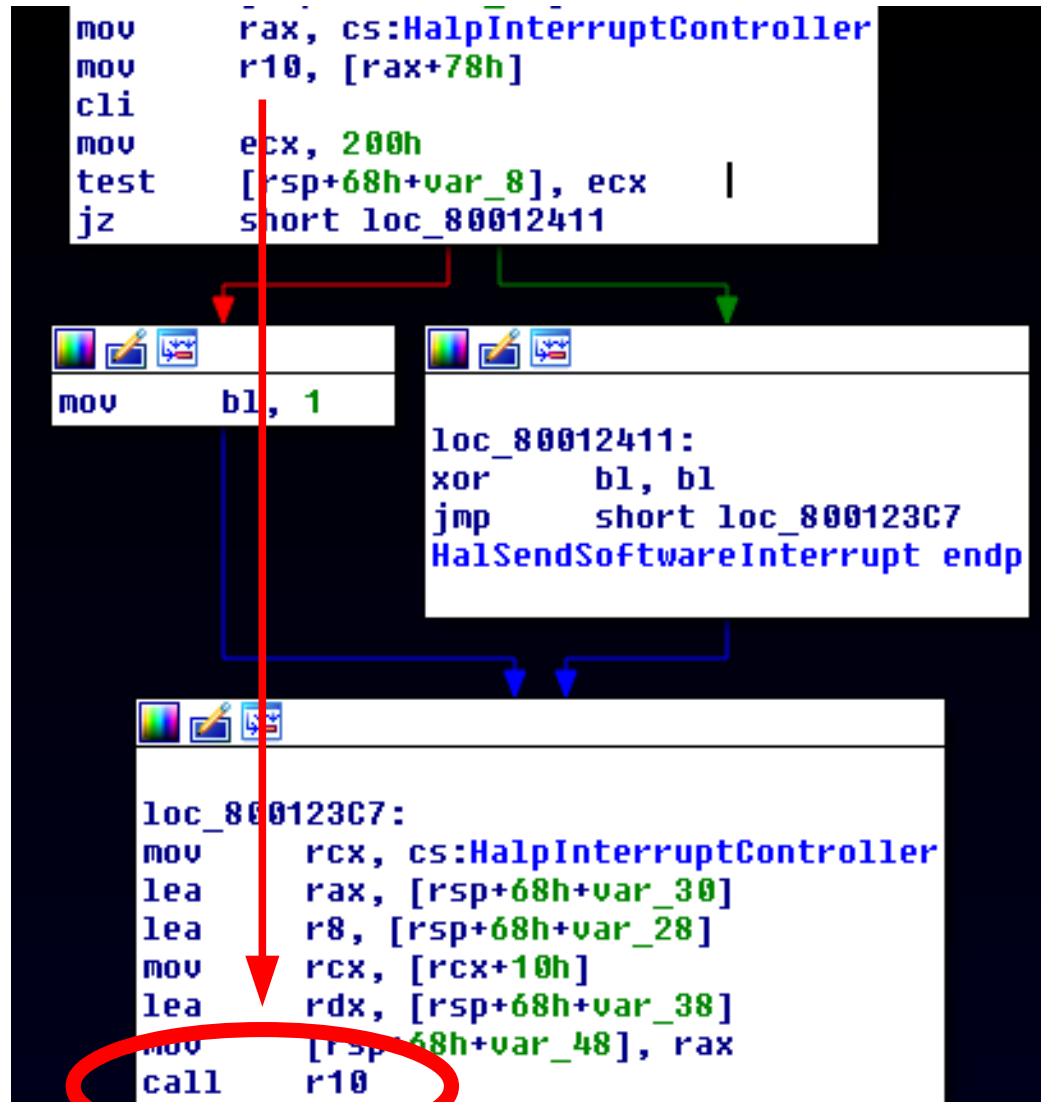 mov rax, cs:HalpInterruptController
mov r10, [rax+78h]
cli
mov ecx, 200h
test [rsp+68h+var_8], ecx
jz short loc_80012411
mov bl, 1
loc_80012411:
xor bl, bl
jmp short loc_800123C7
HalSendSoftwareInterrupt endp
loc_800123C7:
mov rcx, cs:HalpInterruptController
lea rax, [rsp+68h+var_30]
lea r8, [rsp+68h+var_28]
mov rcx, [rcx+10h]
lea rdx, [rsp+68h+var_38]
mov [rsp+68h+var_48], rax
call r10